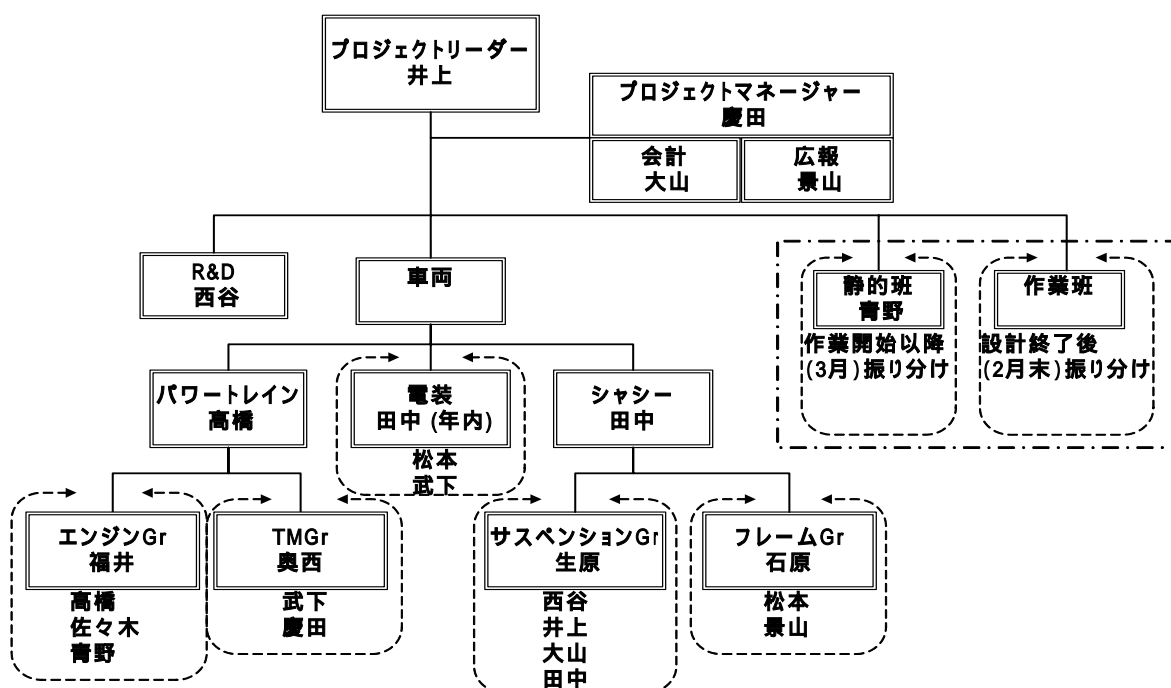 プロジェクトリーダー
井上
プロジェクトマネージャー
慶田
会計
大山
広報
景山
R&D
西谷
車両
静的班
青野
作業開始以降
(3月)振り分け
作業班
設計終了後
(2月末)振り分け
パワートレイン
高橋
電装
田中 (年内)
松本
武下
シャシー
田中
エンジンGr
福井
高橋
佐々木
青野
TMGr
奥西
武下
慶田
サスペンションGr
生原
西谷
井上
大山
田中
フレームGr
石原
松本
景山